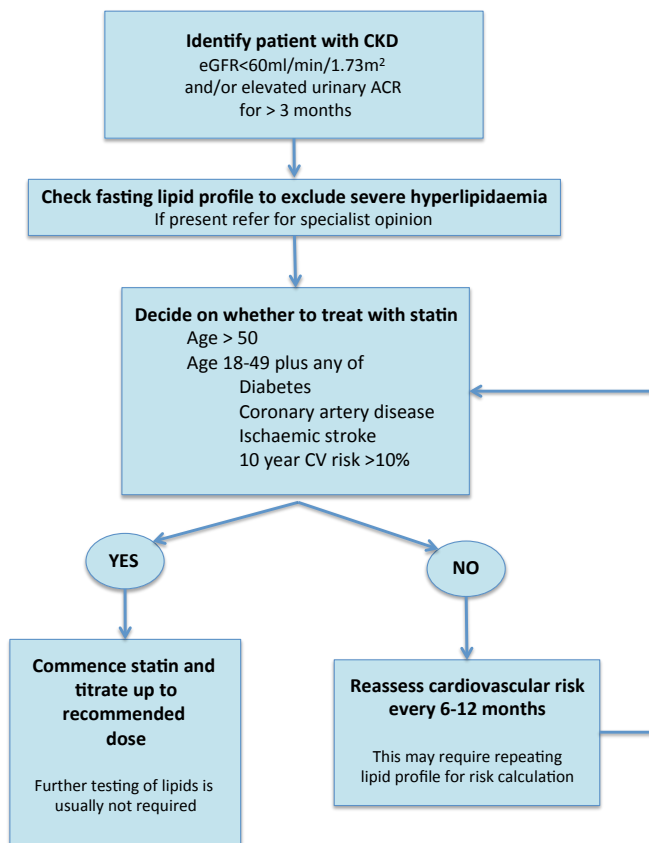 Identify patient with CKD
eGFR<60ml/min/1.73m²
and/or elevated urinary ACR
for > 3 months
Check fasting lipid profile to exclude severe hyperlipidaemia
If present refer for specialist opinion
Decide on whether to treat with statin
Age > 50
Age 18-49 plus any of
Diabetes
Coronary artery disease
Ischaemic stroke
10 year CV risk >10%
YES
NO
Commence statin and
titrate up to
recommended
dose
Further testing of lipids is
usually not required
Reassess cardiovascular risk
every 6-12 months
This may require repeating
lipid profile for risk calculation